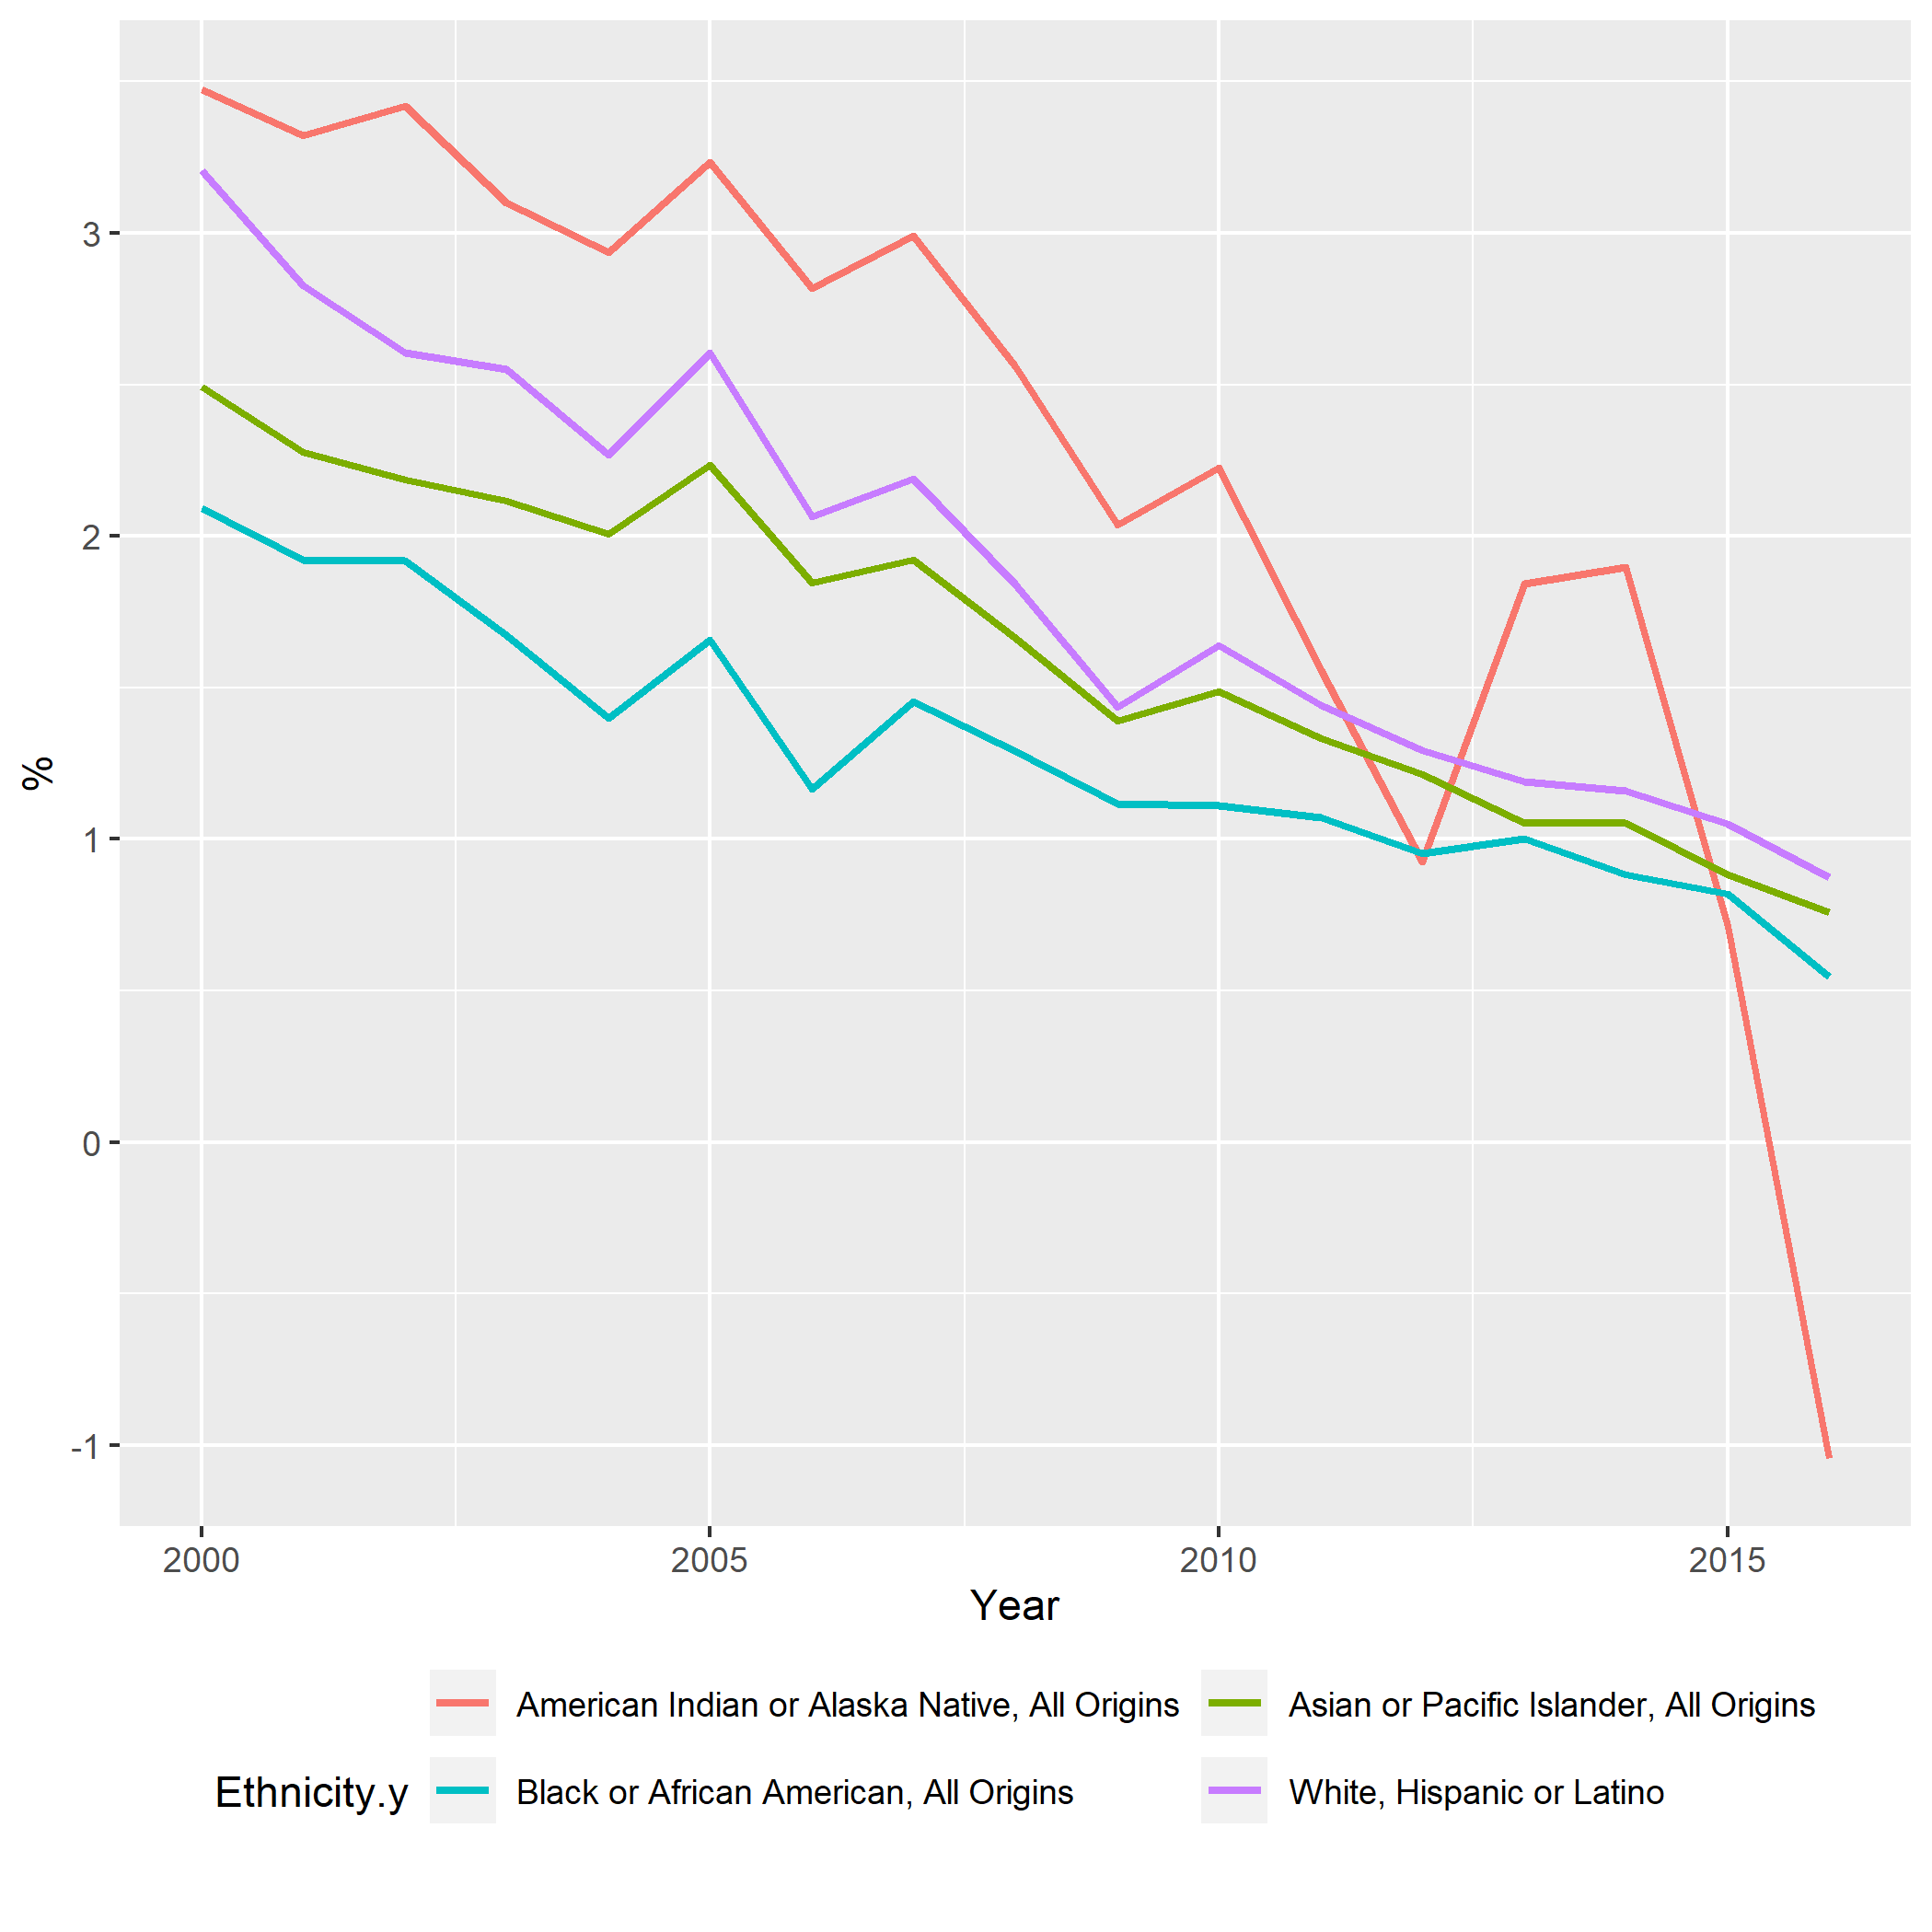 3
2
1
0
-1
%
2000 2005 2010 2015
Year
Ethnicity.y
American Indian or Alaska Native, All Origins
Asian or Pacific Islander, All Origins
Black or African American, All Origins
White, Hispanic or Latino